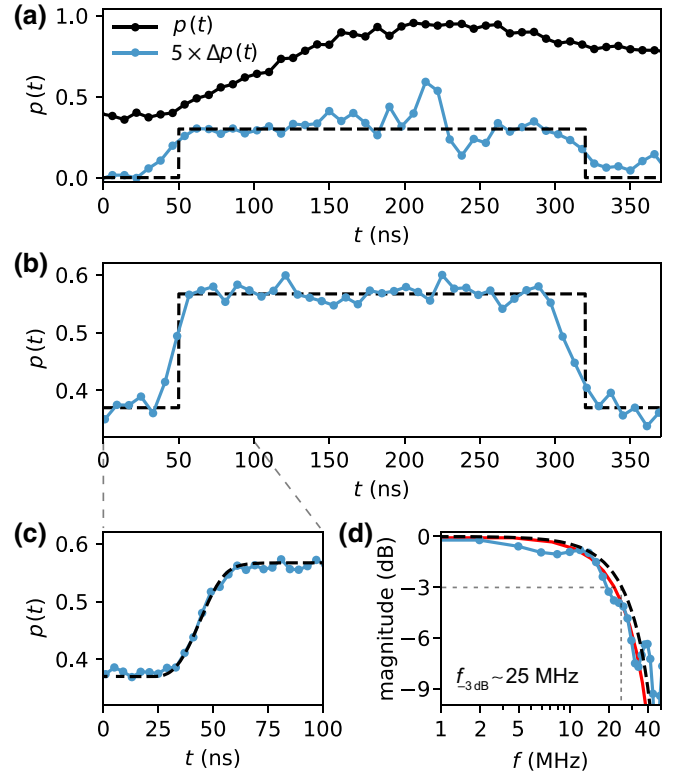 (a)
p(t)
5 × Δp(t)
1.0
0.5
0.0
p(t)
0 50 100 150 200 250 300 350
t (ns)
(b)
0.6
0.5
0.4
p(t)
0 50 100 150 200 250 300 350
t (ns)
(c)
0.6
0.5
0.4
p(t)
0 25 50 75 100
t (ns)
(d)
0
−3
−6
−9
magnitude (dB)
f−3 dB ~ 25 MHz
1 2 5 10 20 40
f (MHz)